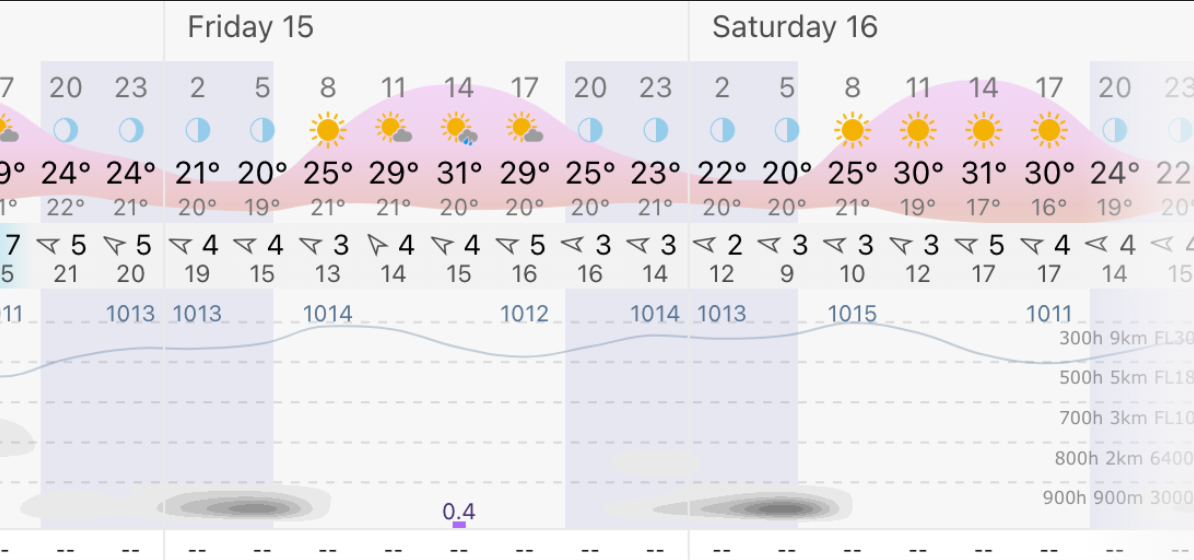 Friday 15 Saturday 16
7 20 23 2 5 8 11 14 17 20 23 2 5 8 11 14 17 20 23
9° 24° 24° 21° 20° 25° 29° 31° 29° 25° 23° 22° 20° 25° 30° 31° 30° 24° 22
1° 22° 21° 20° 19° 21° 21° 20° 20° 20° 21° 20° 20° 21° 19° 17° 16° 19° 20°
7 5 5 4 4 3 4 4 5 3 3 2 3 3 3 5 4 4 4
5 21 20 19 15 13 14 15 16 16 14 12 9 10 12 17 17 14 15
011 1013 1013 1014 1012 1014 1013 1015 1011
300h 9km FL30
500h 5km FL18
700h 3km FL10
800h 2km 6400
900h 900m 3000
0.4
-- -- -- -- -- -- -- -- -- -- -- -- -- -- -- -- -- -- --